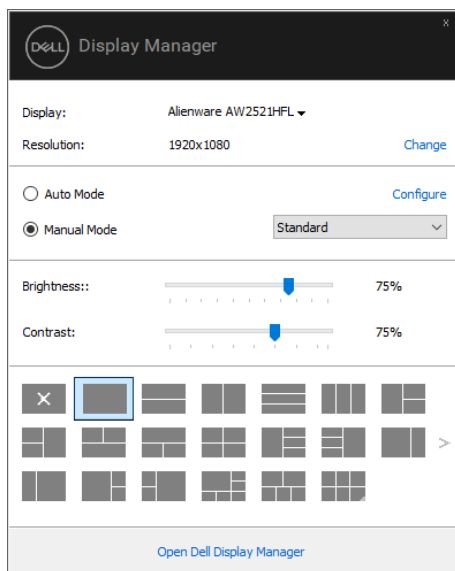 x
DELL Display Manager
Display: Alienware AW2521HFL
Resolution: 1920x1080 Change
Auto Mode Configure
Manual Mode Standard
Brightness:: 75%
Contrast: 75%
Open Dell Display Manager